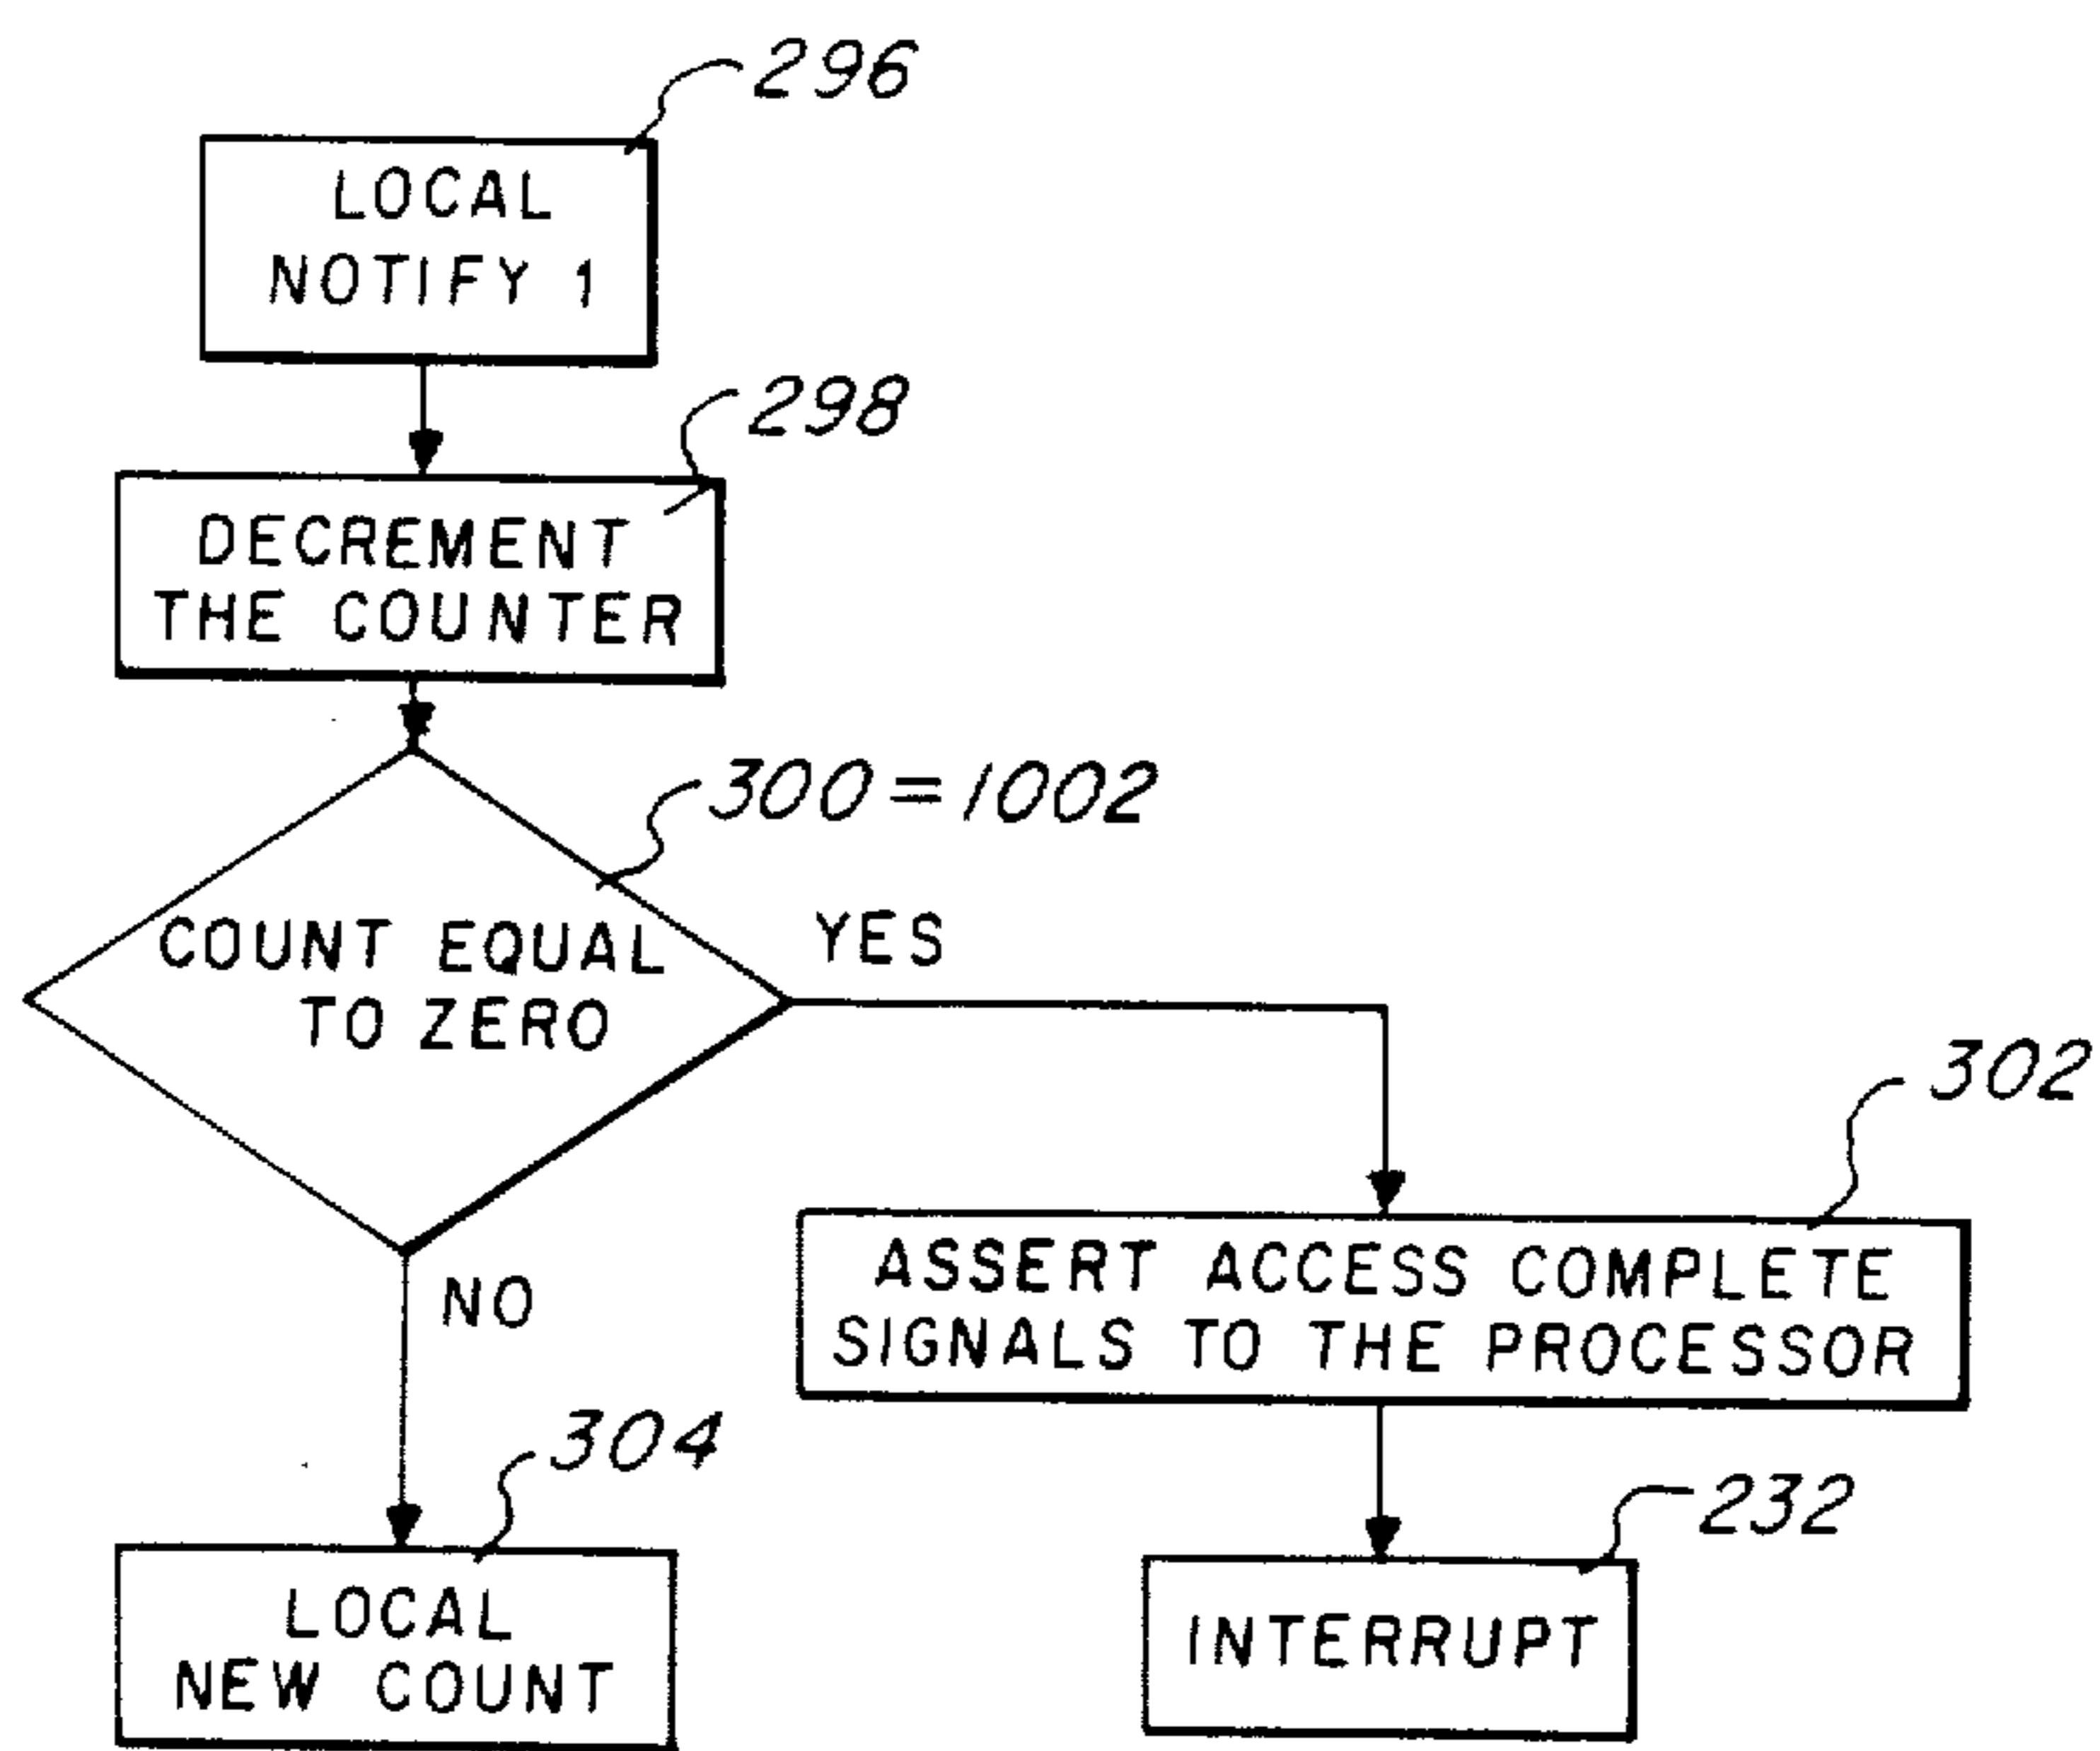 296
LOCAL
NOTIFY 1
298
DECREMENT
THE COUNTER
300=1002
COUNT EQUAL
TO ZERO
YES
NO
302
ASSERT ACCESS COMPLETE
SIGNALS TO THE PROCESSOR
304
LOCAL
NEW COUNT
232
INTERRUPT